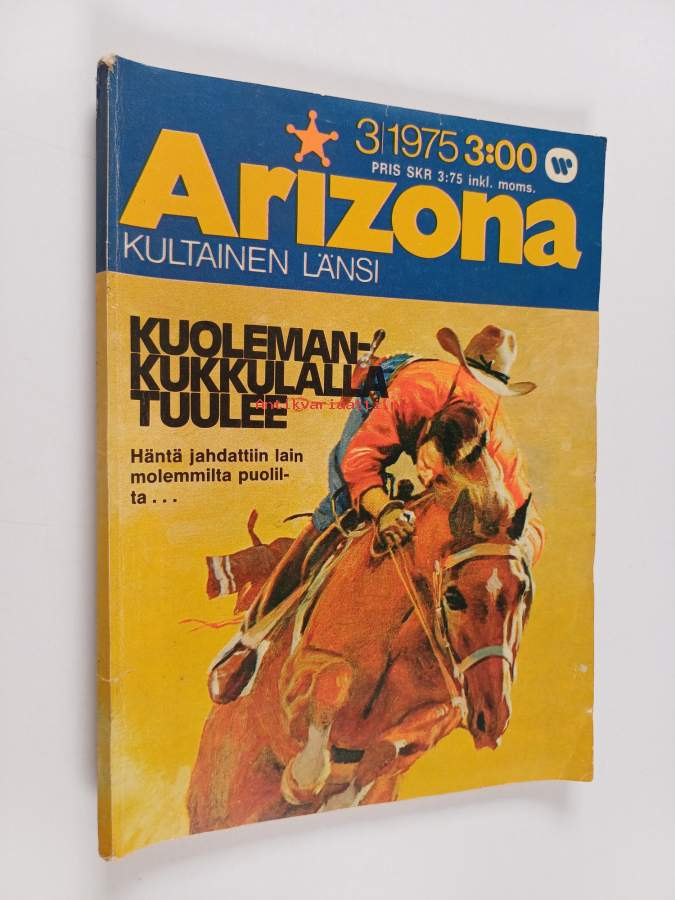 3/1975 3:00
PRIS SKR 3:75 inkl. moms.
Arizona
KULTAINEN LÄNSI
KUOLEMAN-
KUKKULALLA
TUULEE
Häntä jahdattiin lain
molemmilta puolil-
ta...